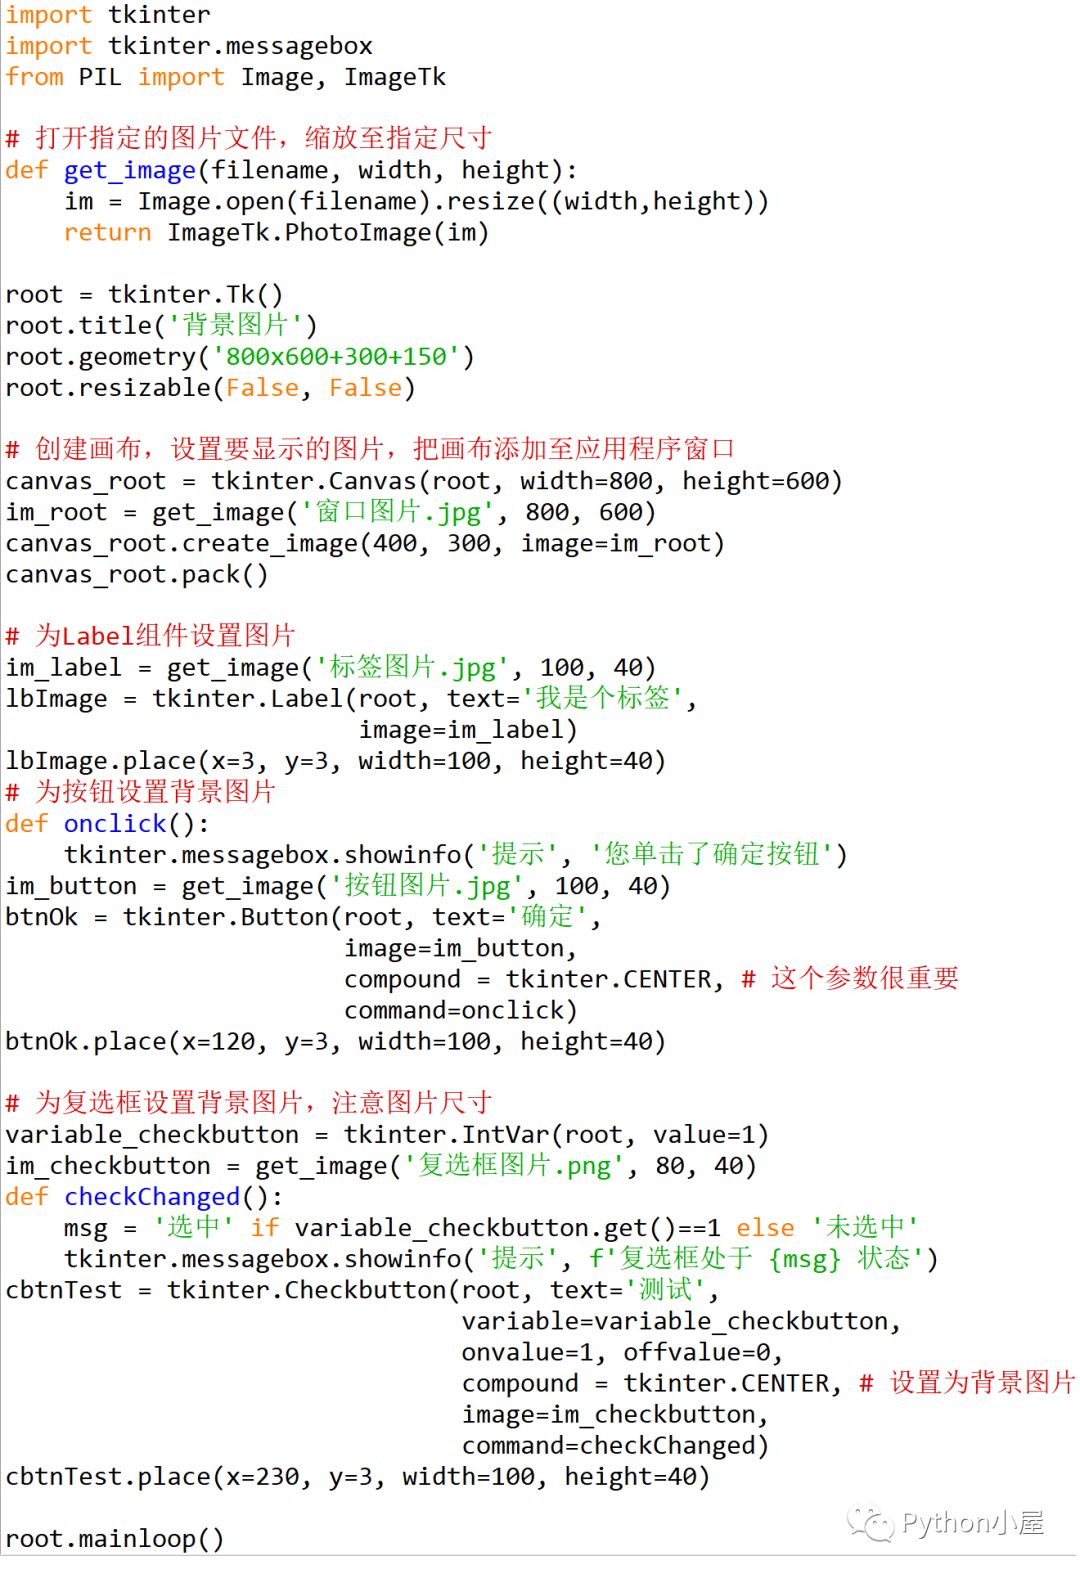 import tkinter
import tkinter.messagebox
from PIL import Image, ImageTk

# 打开指定的图片文件，缩放至指定尺寸
def get_image(filename, width, height):
    im = Image.open(filename).resize((width,height))
    return ImageTk.PhotoImage(im)

root = tkinter.Tk()
root.title('背景图片')
root.geometry('800x600+300+150')
root.resizable(False, False)

# 创建画布，设置要显示的图片，把画布添加至应用程序窗口
canvas_root = tkinter.Canvas(root, width=800, height=600)
im_root = get_image('窗口图片.jpg', 800, 600)
canvas_root.create_image(400, 300, image=im_root)
canvas_root.pack()

# 为Label组件设置图片
im_label = get_image('标签图片.jpg', 100, 40)
lbImage = tkinter.Label(root, text='我是个标签',
                        image=im_label)
lbImage.place(x=3, y=3, width=100, height=40)
# 为按钮设置背景图片
def onclick():
    tkinter.messagebox.showinfo('提示', '您单击了确定按钮')
im_button = get_image('按钮图片.jpg', 100, 40)
btnOk = tkinter.Button(root, text='确定',
                       image=im_button,
                       compound = tkinter.CENTER, # 这个参数很重要
                       command=onclick)
btnOk.place(x=120, y=3, width=100, height=40)

# 为复选框设置背景图片，注意图片尺寸
variable_checkbutton = tkinter.IntVar(root, value=1)
im_checkbutton = get_image('复选框图片.png', 80, 40)
def checkChanged():
    msg = '选中' if variable_checkbutton.get()==1 else '未选中'
    tkinter.messagebox.showinfo('提示', f'复选框处于 {msg} 状态')
cbtnTest = tkinter.Checkbutton(root, text='测试',
                               variable=variable_checkbutton,
                               onvalue=1, offvalue=0,
                               compound = tkinter.CENTER, # 设置为背景图片
                               image=im_checkbutton,
                               command=checkChanged)
cbtnTest.place(x=230, y=3, width=100, height=40)

root.mainloop()
Python小屋